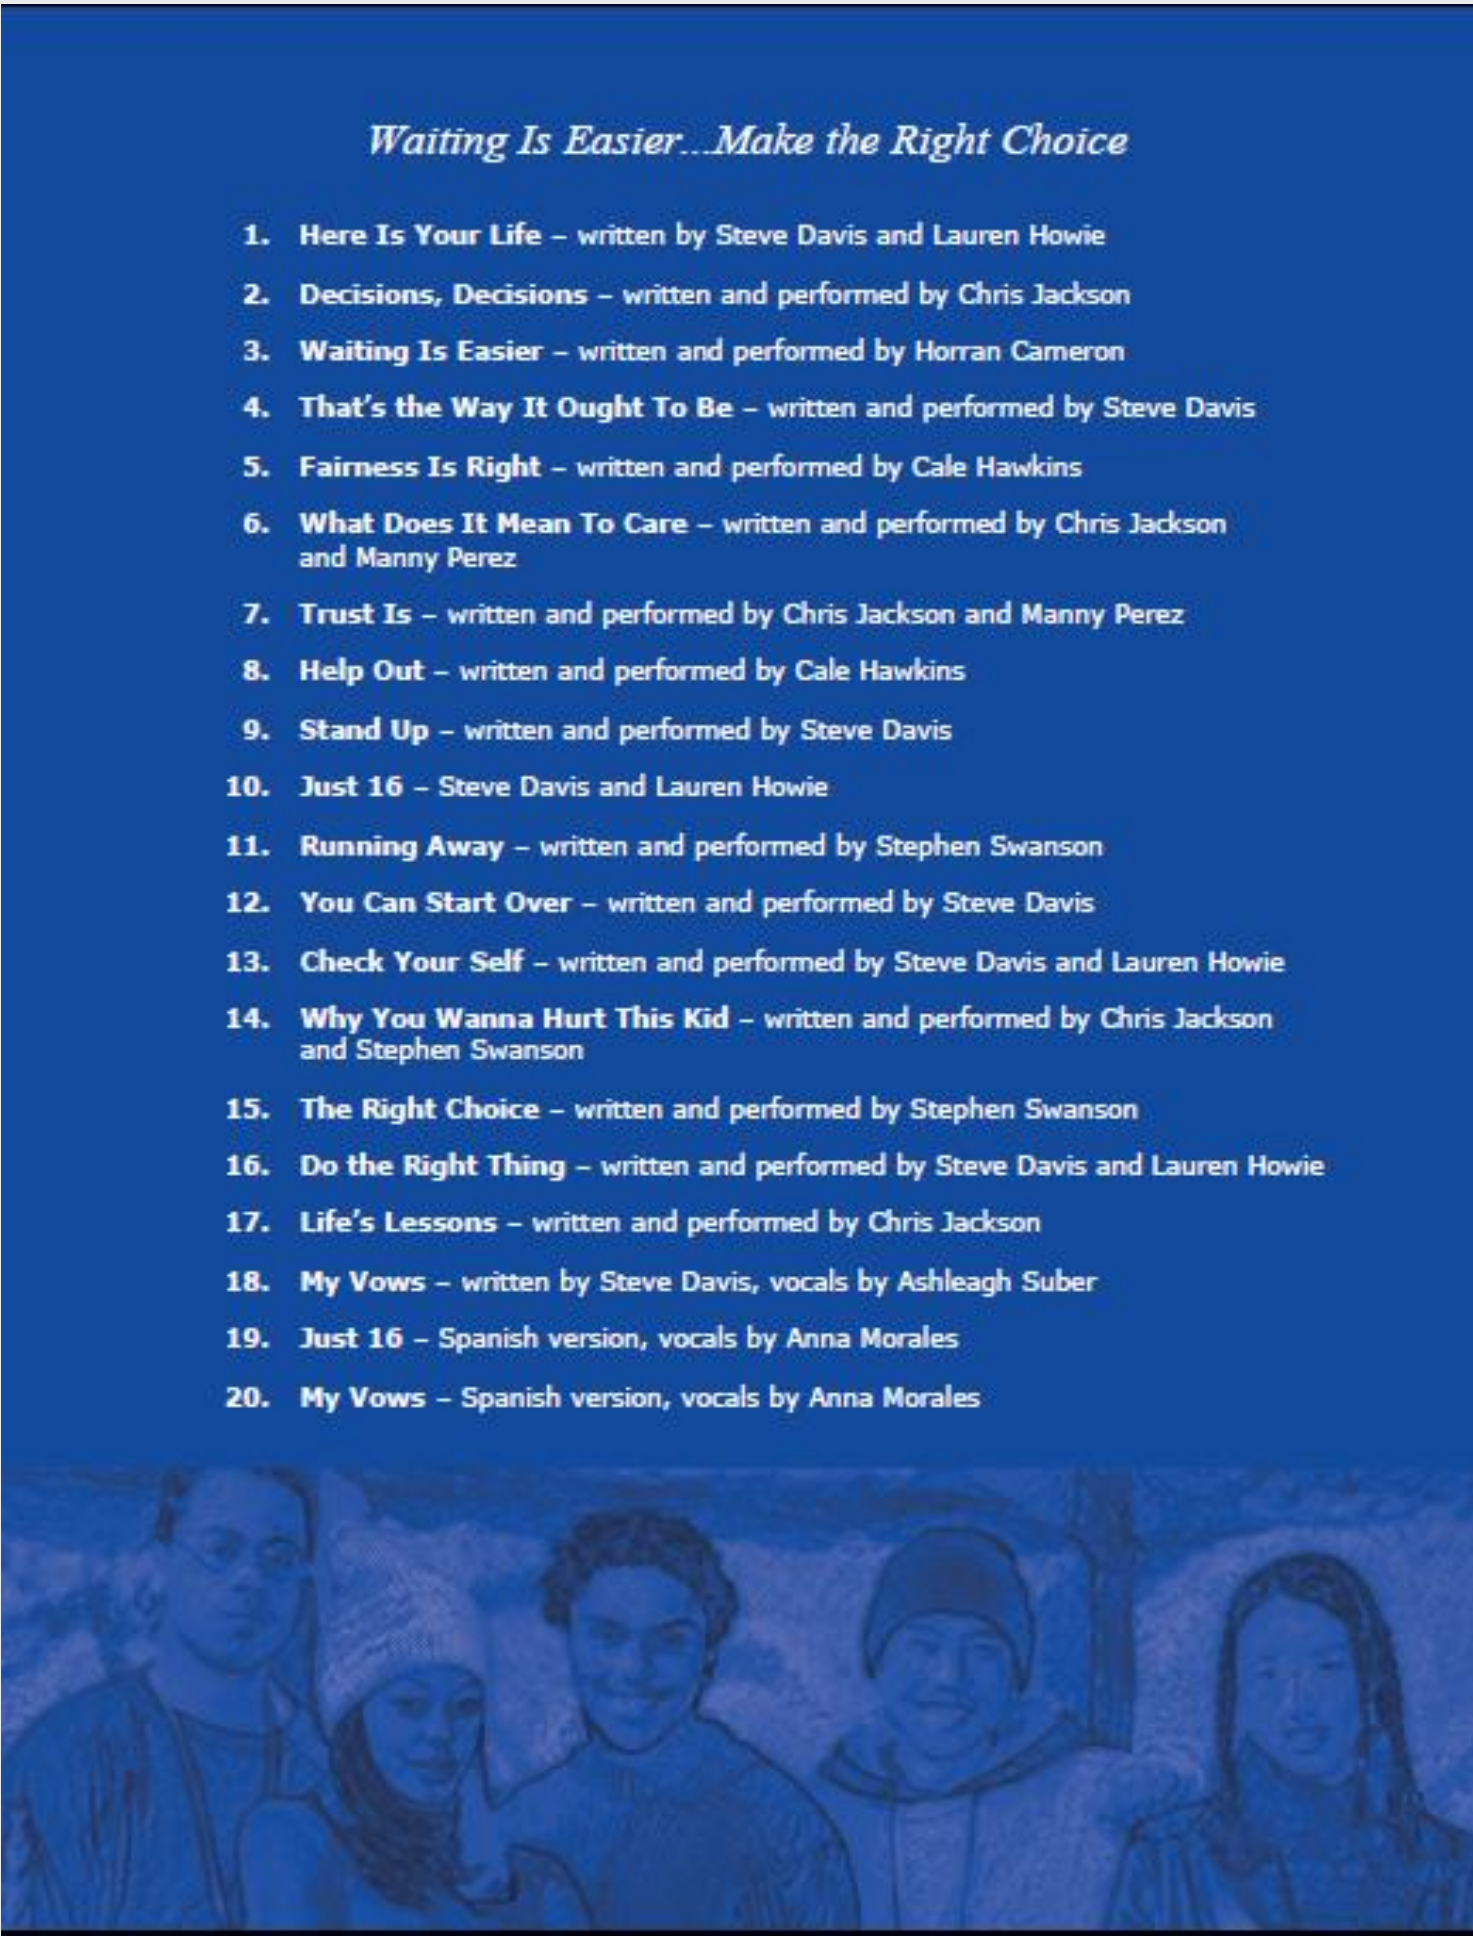 Waiting Is Easier...Make the Right Choice
1. Here Is Your Life – written by Steve Davis and Lauren Howie
2. Decisions, Decisions – written and performed by Chris Jackson
3. Waiting Is Easier – written and performed by Horran Cameron
4. That's the Way It Ought To Be – written and performed by Steve Davis
5. Fairness Is Right – written and performed by Cale Hawkins
6. What Does It Mean To Care – written and performed by Chris Jackson
and Manny Perez
7. Trust Is – written and performed by Chris Jackson and Manny Perez
8. Help Out – written and performed by Cale Hawkins
9. Stand Up – written and performed by Steve Davis
10. Just 16 – Steve Davis and Lauren Howie
11. Running Away – written and performed by Stephen Swanson
12. You Can Start Over – written and performed by Steve Davis
13. Check Your Self – written and performed by Steve Davis and Lauren Howie
14. Why You Wanna Hurt This Kid – written and performed by Chris Jackson
and Stephen Swanson
15. The Right Choice – written and performed by Stephen Swanson
16. Do the Right Thing – written and performed by Steve Davis and Lauren Howie
17. Life's Lessons – written and performed by Chris Jackson
18. My Vows – written by Steve Davis, vocals by Ashleagh Suber
19. Just 16 – Spanish version, vocals by Anna Morales
20. My Vows – Spanish version, vocals by Anna Morales